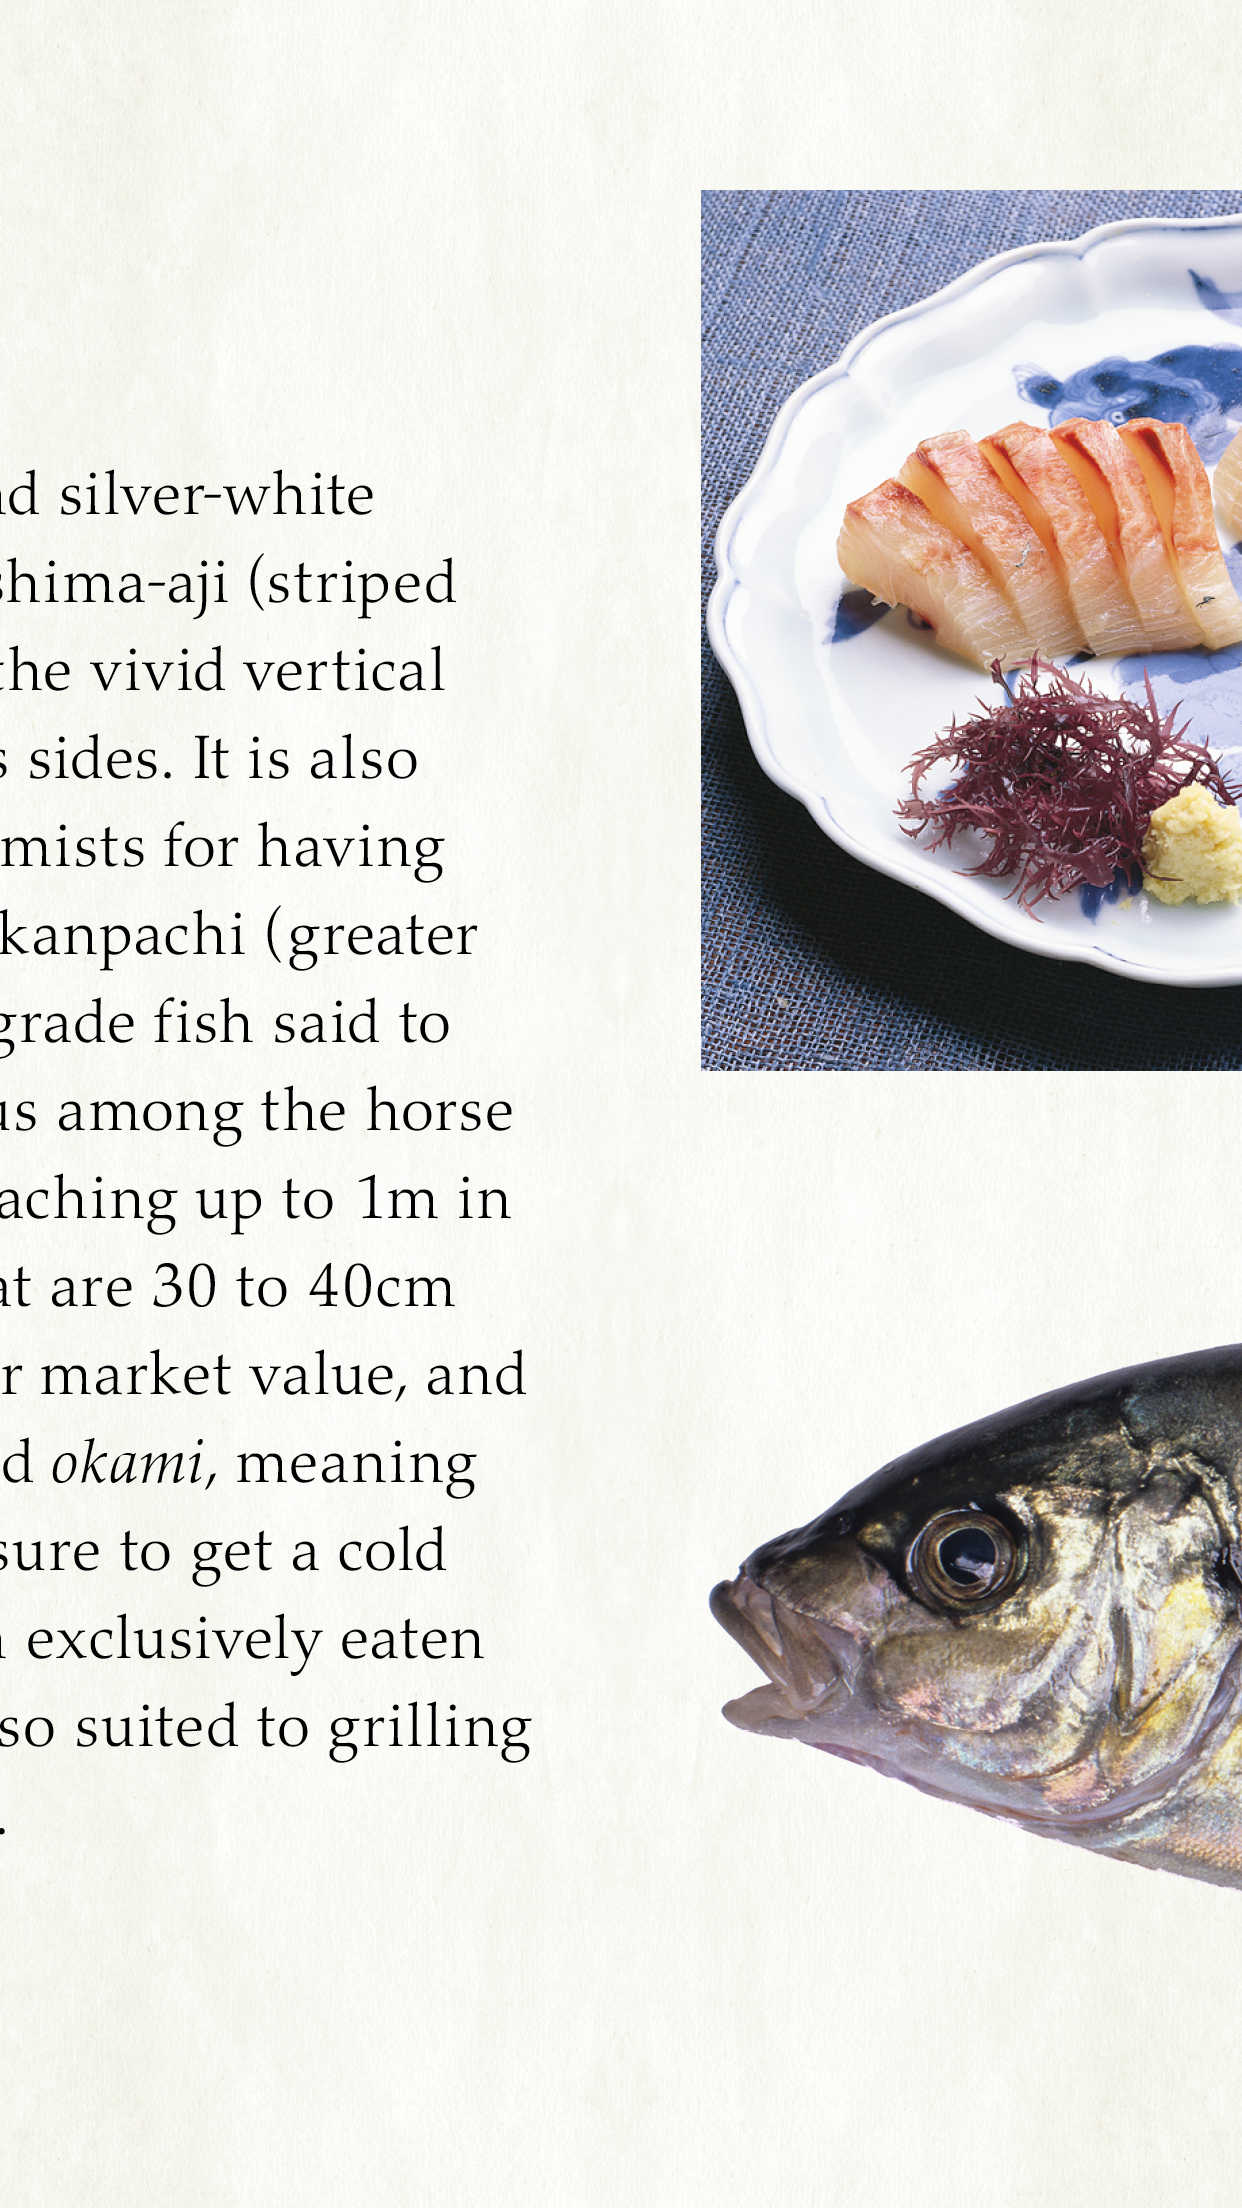 nd silver-white
shima-aji (striped
the vivid vertical
s sides. It is also
mists for having
kanpachi (greater
grade fish said to
us among the horse
aching up to 1m in
at are 30 to 40cm
r market value, and
d okami, meaning
sure to get a cold
n exclusively eaten
so suited to grilling
.